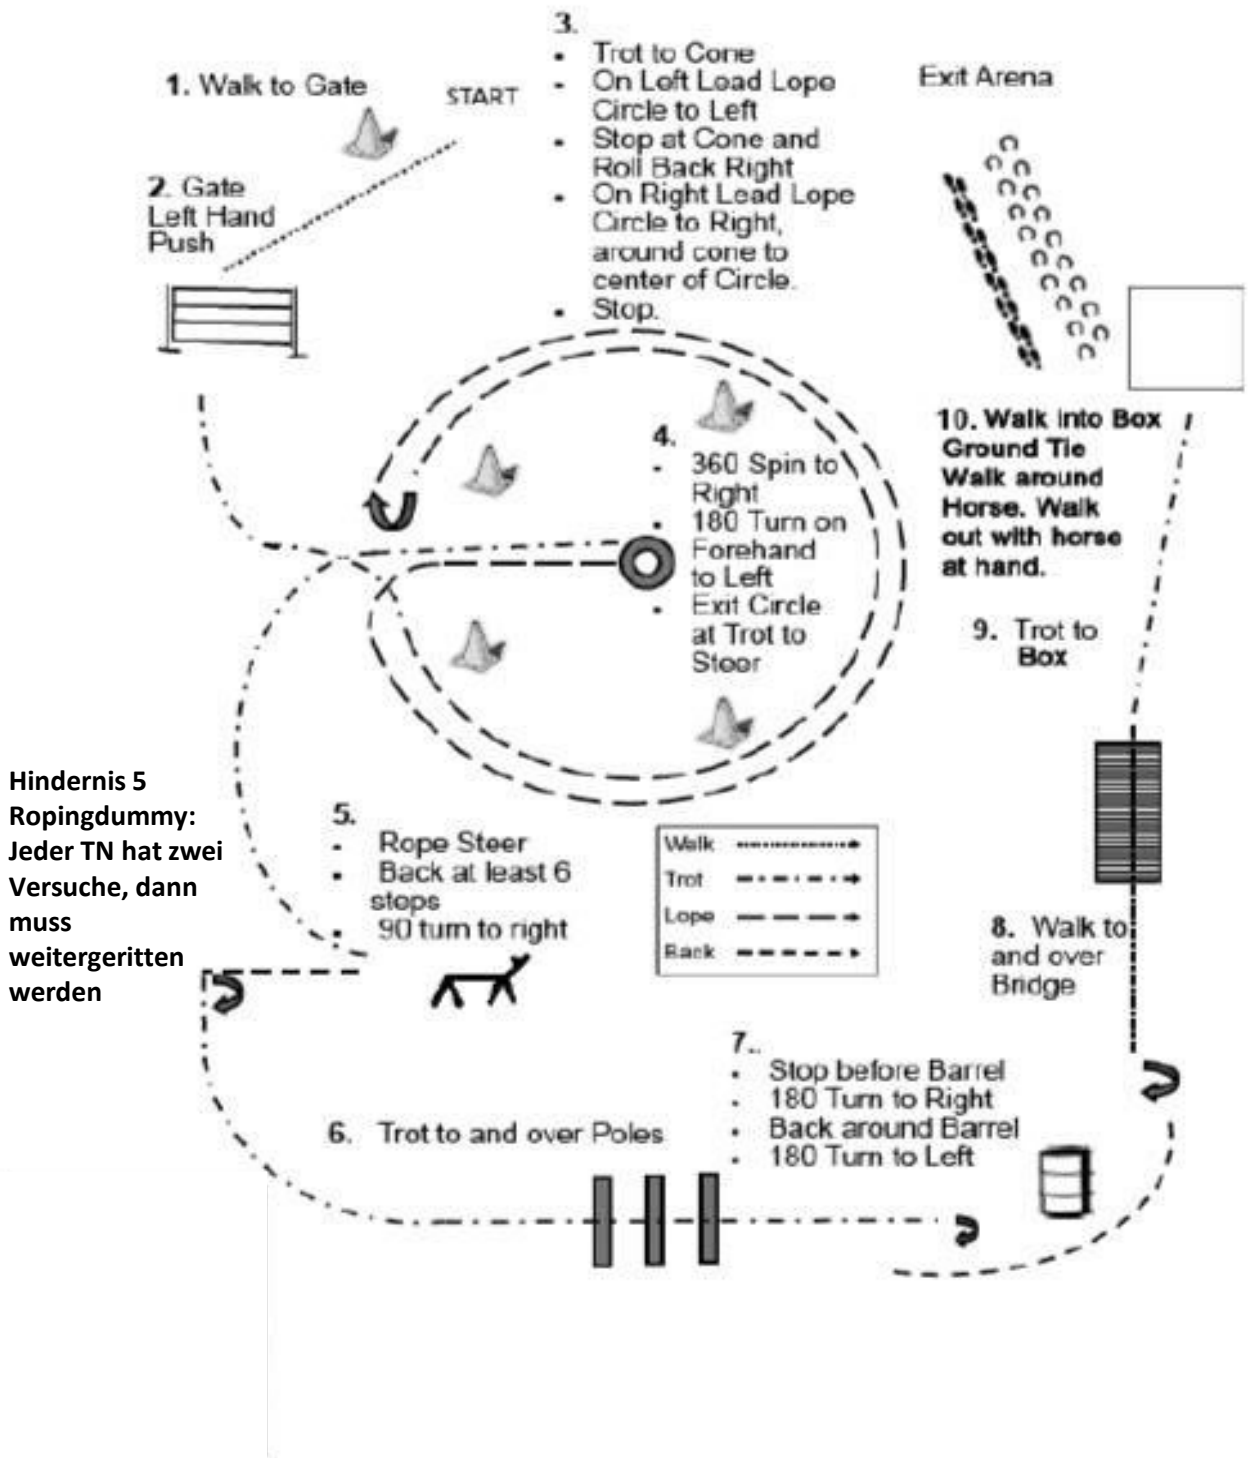 1. Walk to Gate
START
2. Gate
Left Hand
Push
3.
Trot to Cone
On Left Lead Lope
Circle to Left
Stop at Cone and
Roll Back Right
On Right Lead Lope
Circle to Right,
around cone to
center of Circle.
Stop.
Exit Arena
4.
360 Spin to
Right
180 Turn on
Forehand
to Left
Exit Circle
at Trot to
Steer
10. Walk into Box
Ground Tie
Walk around
Horse. Walk
out with horse
at hand.
9. Trot to
Box
Hindernis 5
Ropingdummy:
Jeder TN hat zwei
Versuche, dann
muss
weitergeritten
werden
5.
Rope Steer
Back at least 6
steps
90 turn to right
Walk
Trot
Lope
Back
8. Walk to
and over
Bridge
7..
Stop before Barrel
180 Turn to Right
Back around Barrel
180 Turn to Left
6. Trot to and over Poles